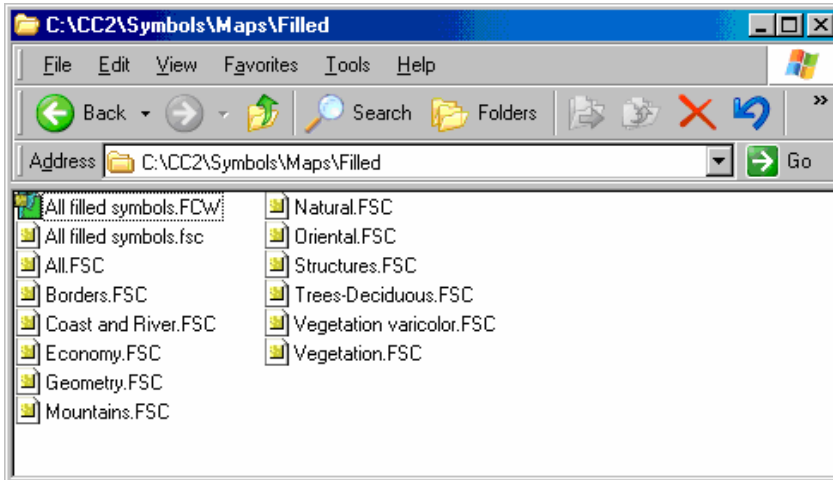 C:\CC2\Symbols\Maps\Filled
File Edit View Favorites Tools Help
Back Search Folders »
Address C:\CC2\Symbols\Maps\Filled Go
All filled symbols.FCW
All filled symbols.fsc
All.FSC
Borders.FSC
Coast and River.FSC
Economy.FSC
Geometry.FSC
Mountains.FSC
Natural.FSC
Oriental.FSC
Structures.FSC
Trees-Deciduous.FSC
Vegetation varicolor.FSC
Vegetation.FSC